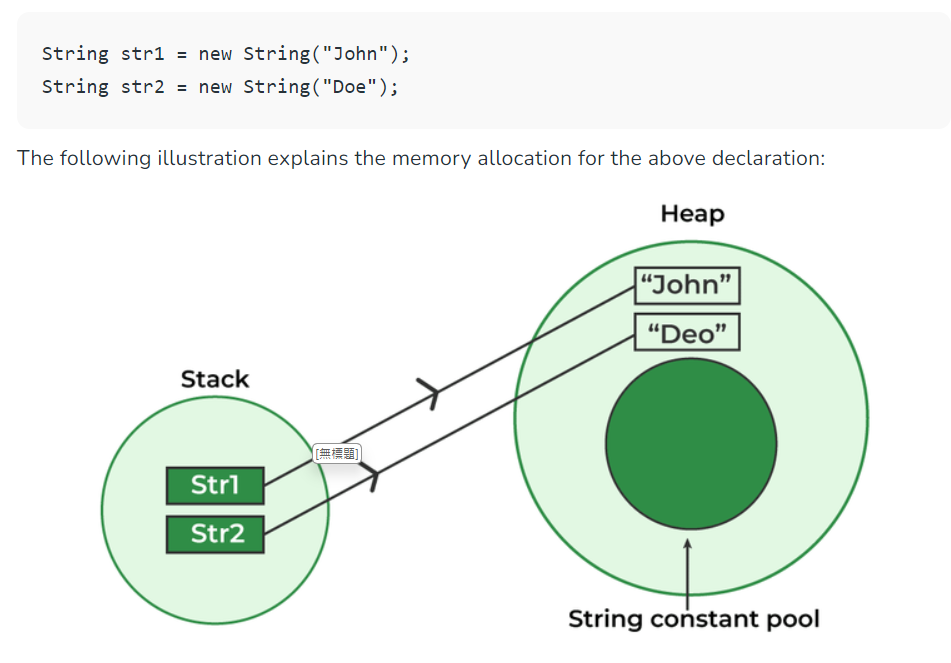 String str1 = new String("John");
String str2 = new String("Doe");
The following illustration explains the memory allocation for the above declaration:
Heap
“John”
“Deo”
Stack
[無標題]
Str1
Str2
String constant pool